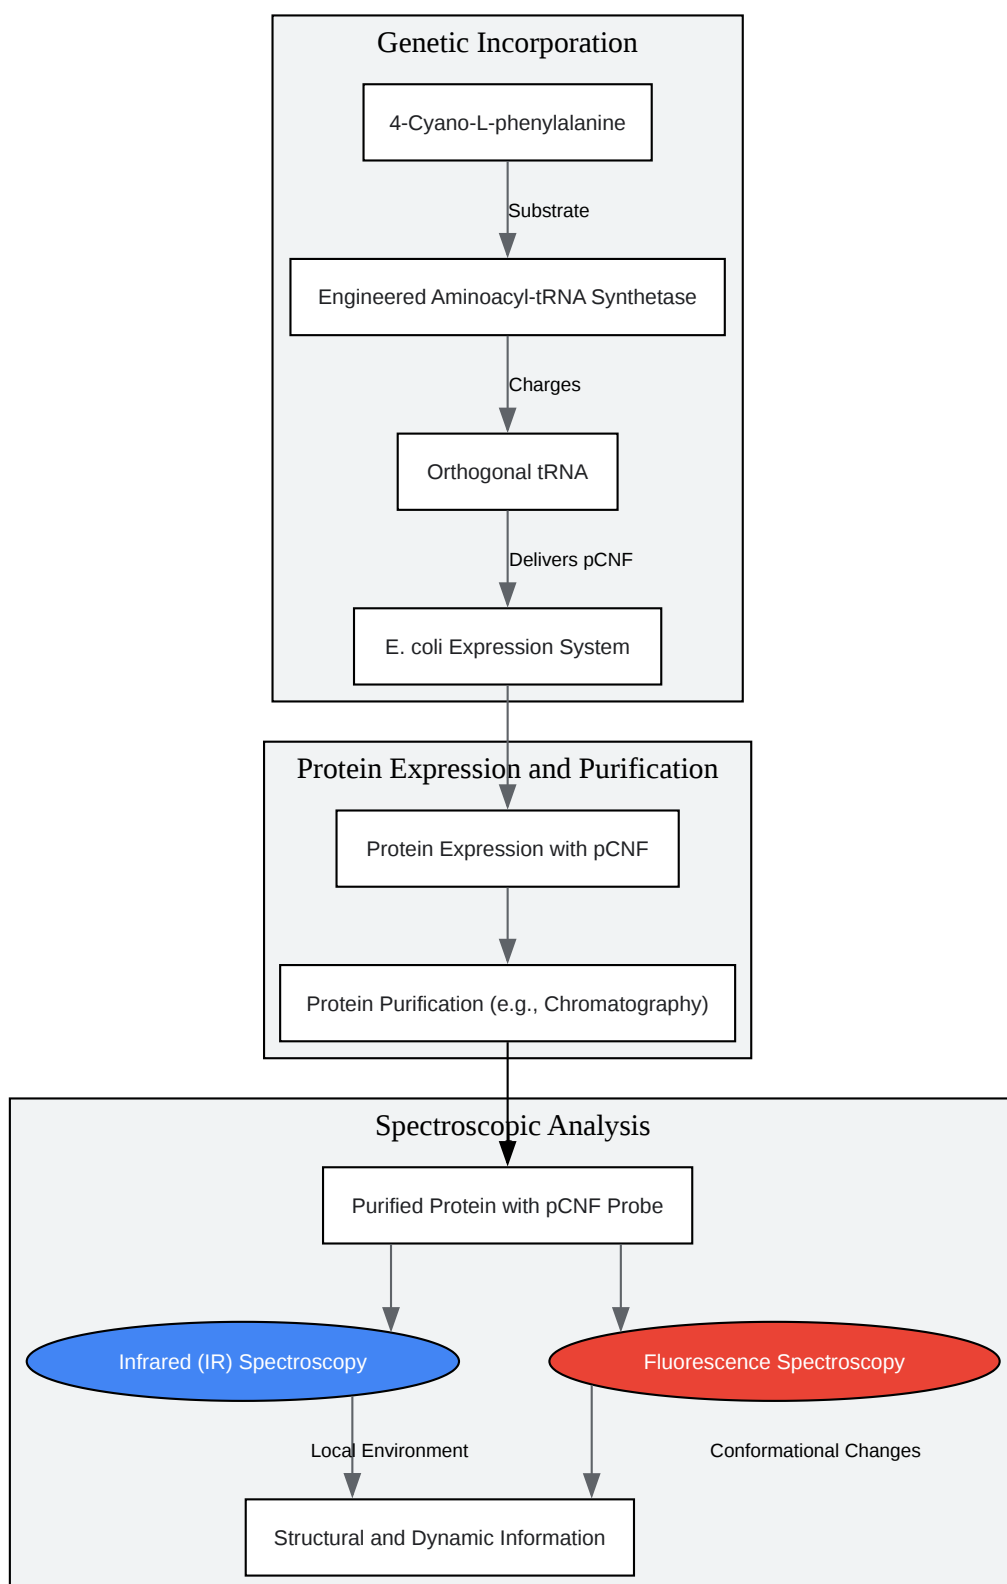 Genetic Incorporation
4-Cyano-L-phenylalanine
Substrate
Engineered Aminoacyl-tRNA Synthetase
Charges
Orthogonal tRNA
Delivers pCNF
E. coli Expression System
Protein Expression and Purification
Protein Expression with pCNF
Protein Purification (e.g., Chromatography)
Spectroscopic Analysis
Purified Protein with pCNF Probe
Infrared (IR) Spectroscopy
Fluorescence Spectroscopy
Local Environment
Conformational Changes
Structural and Dynamic Information